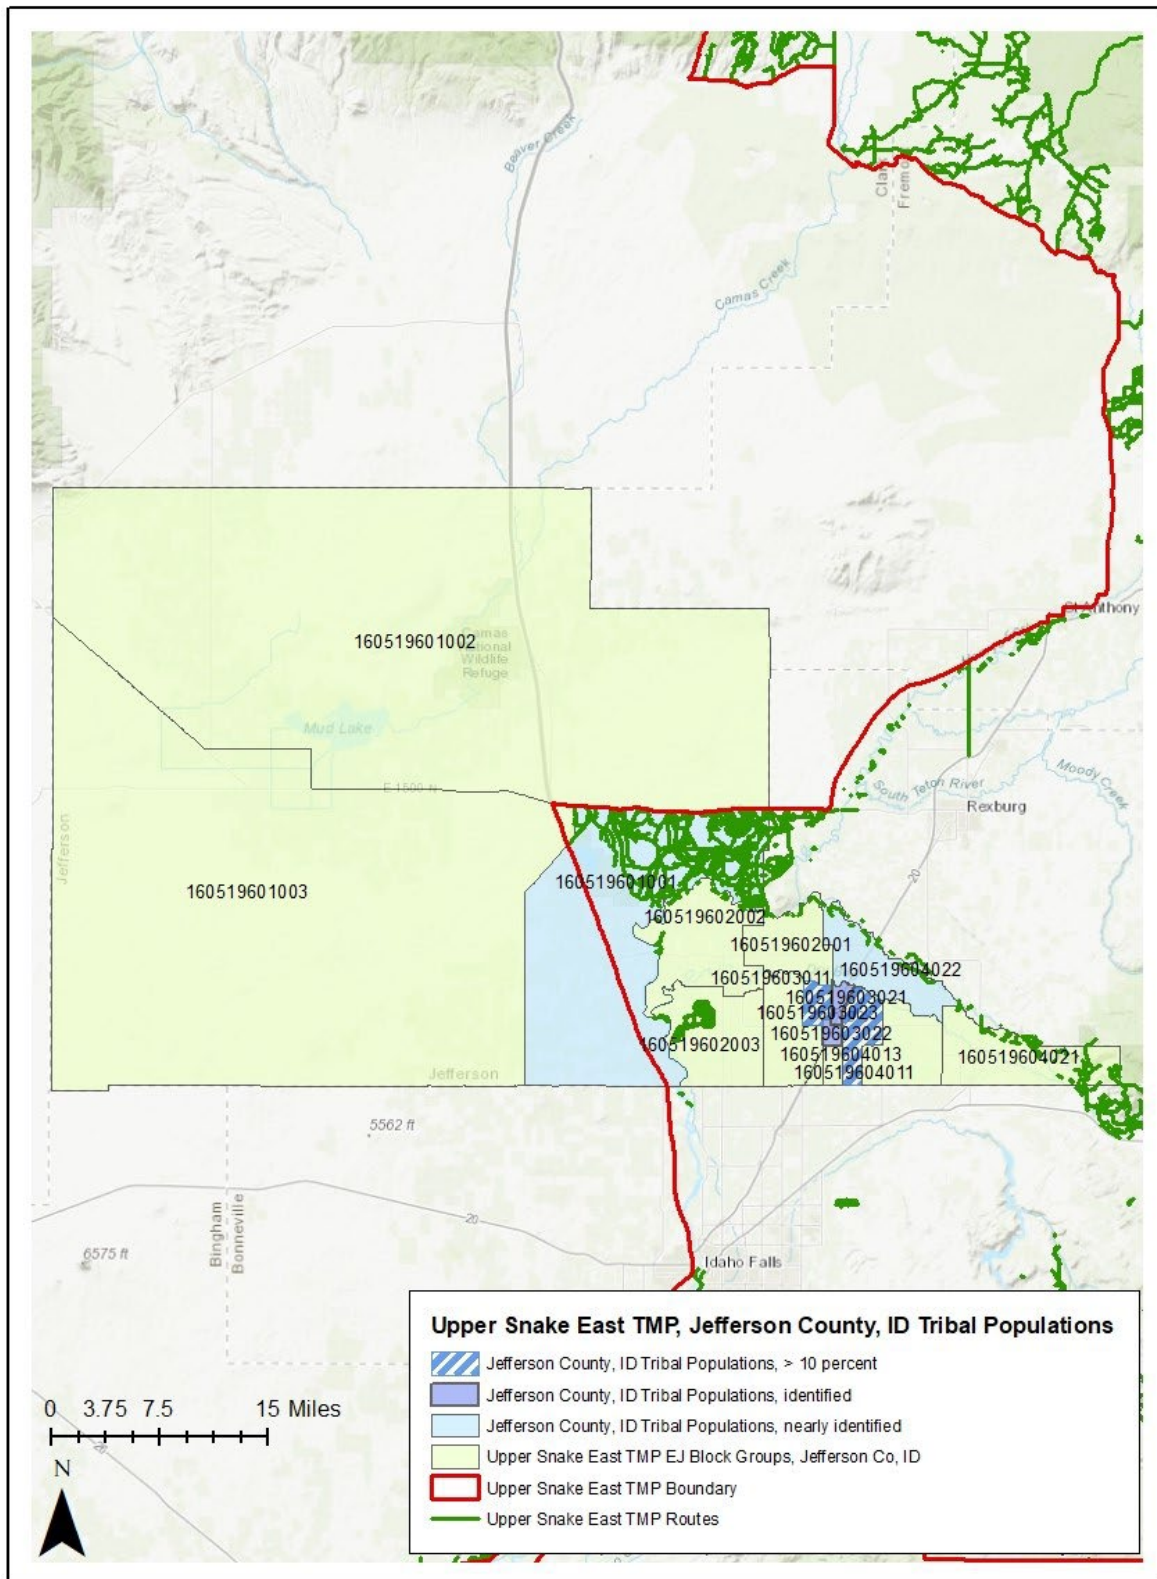 Beaver Creek
Fremo
Camas Creek
St Anthony
160519601002
Camas
National
Wildlife
Refuge
Mud Lake
E 1500 N
South Teton River
Moody Creek
Rexburg
Jefferson
160519601003
160519601001
20
160519602002
160519602001
160519604022
160519603011
160519603021
160519603023
160519603022
160519602003
160519604013
160519604021
160519604011
Jefferson
5562 ft
20
Bingham
Bonneville
6575 ft
Idaho Falls
Upper Snake East TMP, Jefferson County, ID Tribal Populations
Jefferson County, ID Tribal Populations, > 10 percent
Jefferson County, ID Tribal Populations, identified
Jefferson County, ID Tribal Populations, nearly identified
Upper Snake East TMP EJ Block Groups, Jefferson Co, ID
Upper Snake East TMP Boundary
Upper Snake East TMP Routes
0 3.75 7.5 15 Miles
20
N